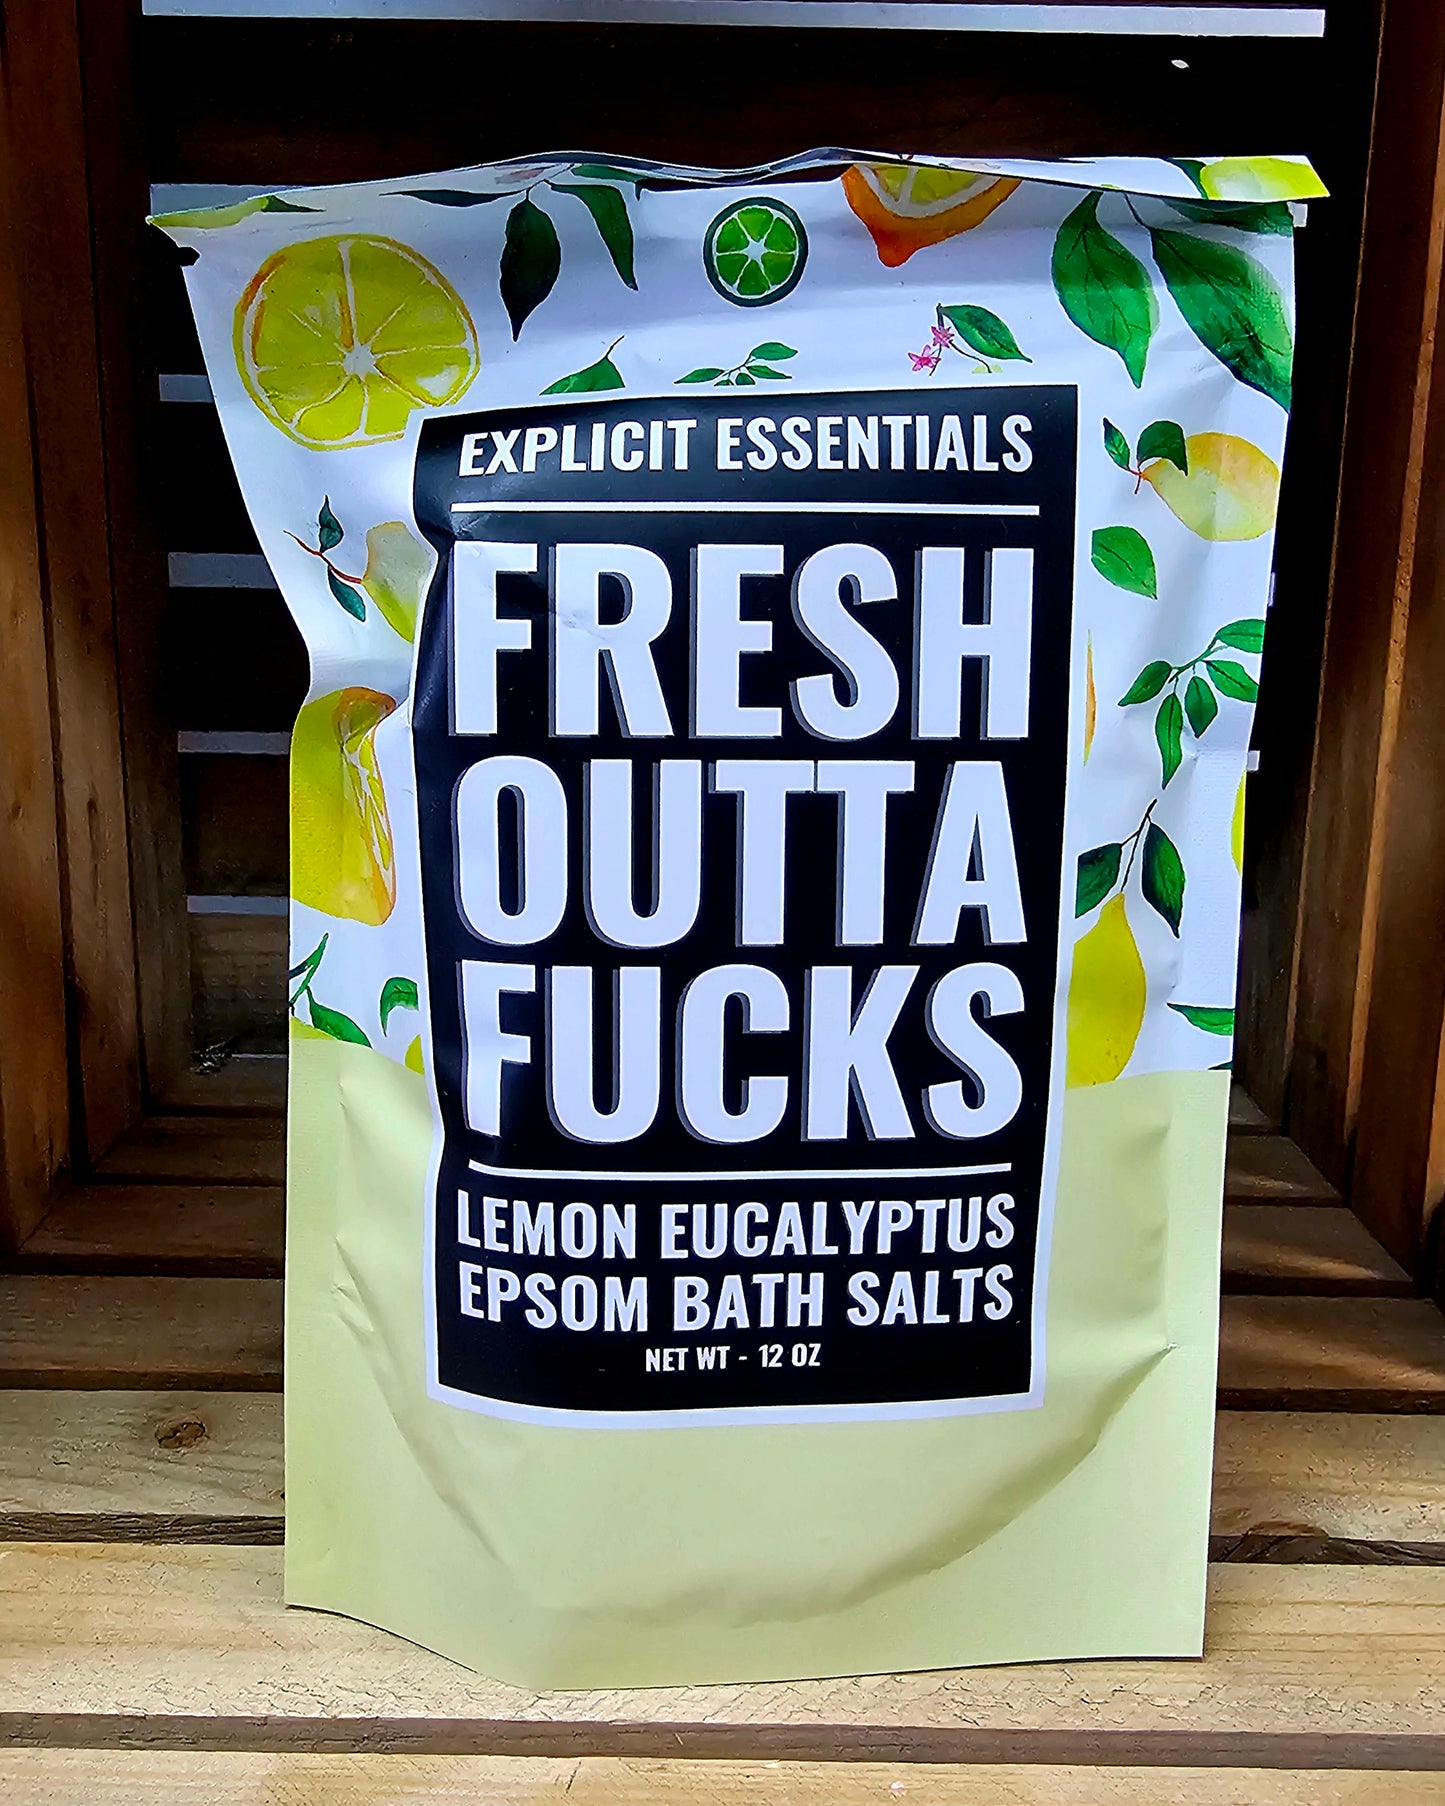 EXPLICIT ESSENTIALS
FRESH
OUTTA
FUCKS
LEMON EUCALYPTUS
EPSOM BATH SALTS
NET WT - 12 OZ